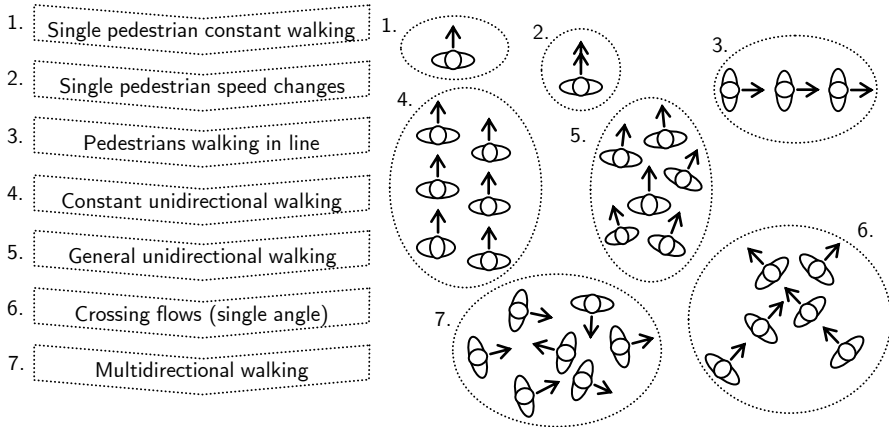 1. Single pedestrian constant walking
2. Single pedestrian speed changes
3. Pedestrians walking in line
4. Constant unidirectional walking
5. General unidirectional walking
6. Crossing flows (single angle)
7. Multidirectional walking
1.
2.
3.
4.
5.
6.
7.